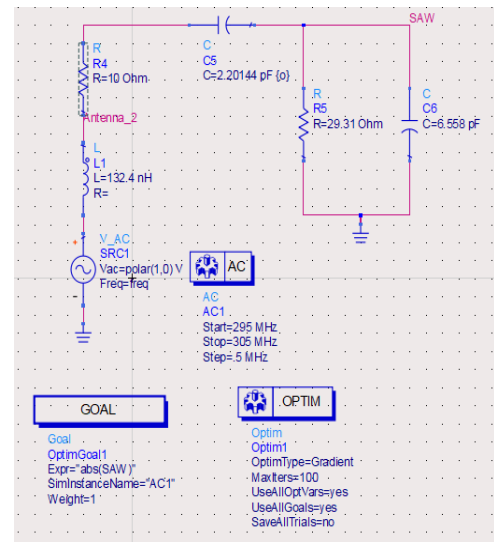 SAW
C
C5
C=2.20144 pF {o}
R
R4
R=10 Ohm
Antenna_2
R
R5
R=29.31 Ohm
C
C6
C=6.558 pF
L
L1
L=132.4 nH
R=
V_AC
SRC1
Vac=polar(1,0) V
Freq=freq
+
-
AC
AC
AC1
Start=295 MHz
Stop=305 MHz
Step=.5 MHz
GOAL
Goal
OptimGoal1
Expr="abs(SAW)"
SimInstanceName="AC1"
Weight=1
OPTIM
Optim
Optim1
OptimType=Gradient
MaxIters=100
UseAllOptVars=yes
UseAllGoals=yes
SaveAllTrials=no